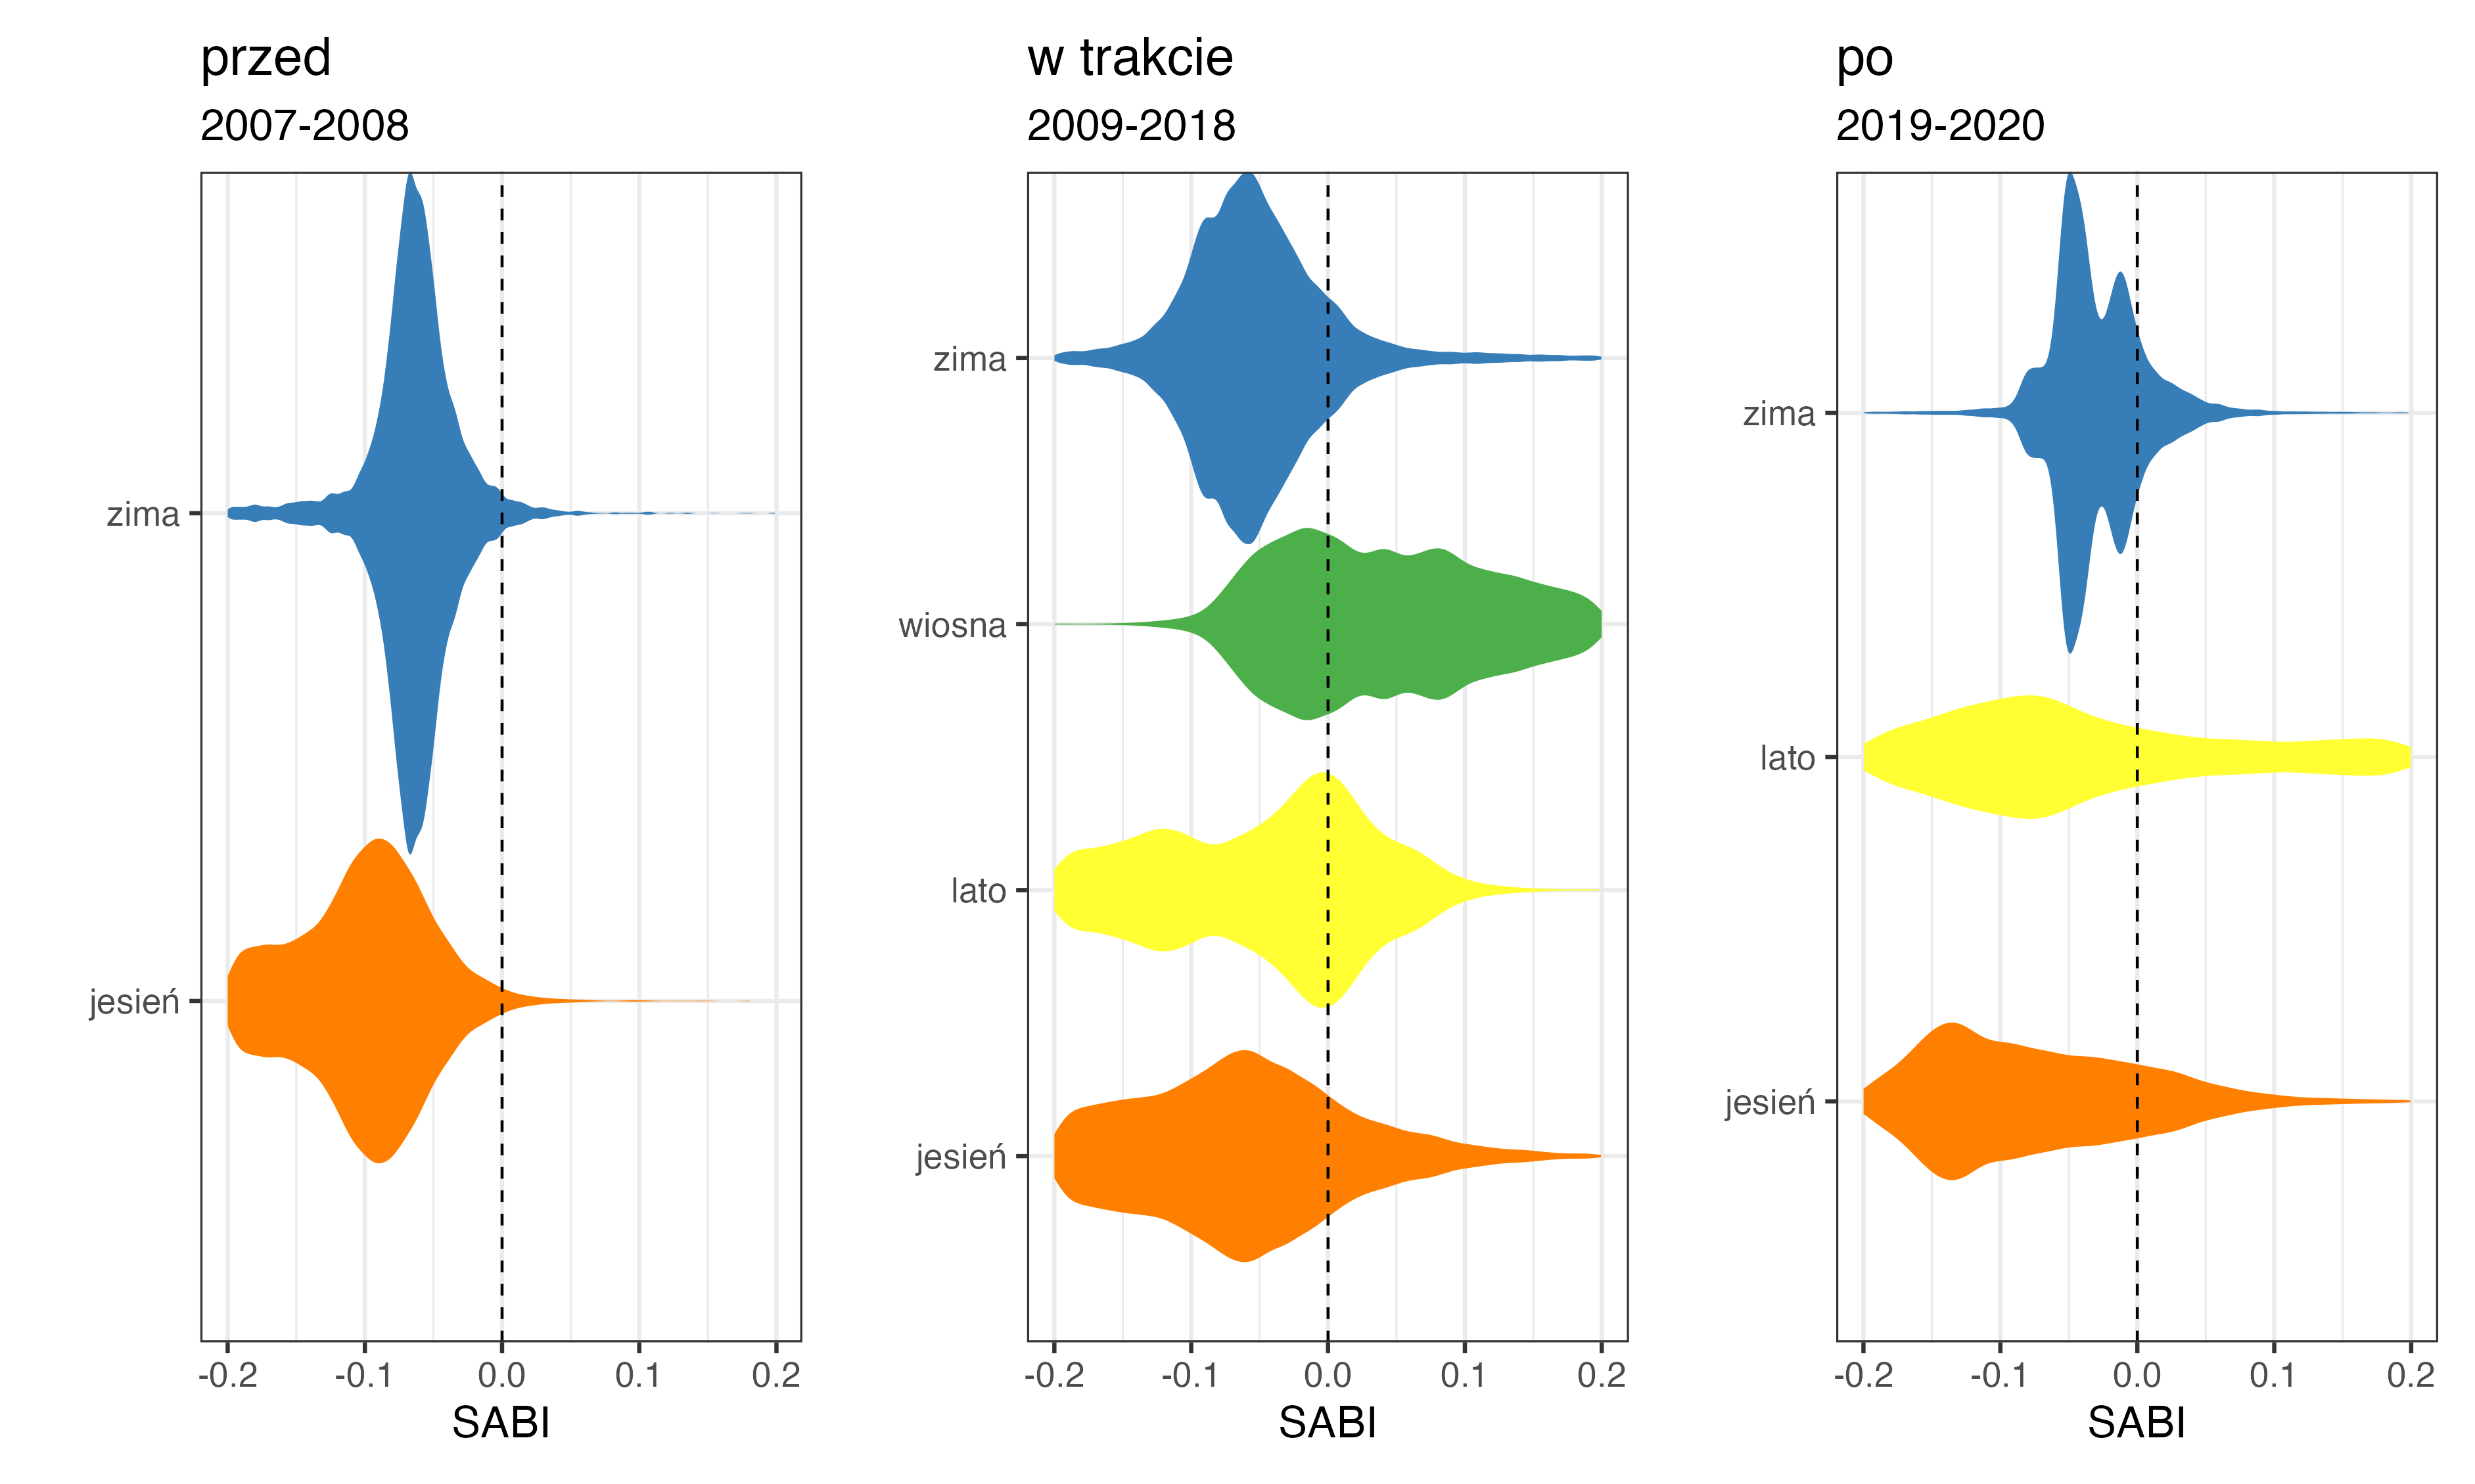 przed
2007-2008
zima
jesień
-0.2 -0.1 0.0 0.1 0.2
SABI
w trakcie
2009-2018
zima
wiosna
lato
jesień
-0.2 -0.1 0.0 0.1 0.2
SABI
po
2019-2020
zima
lato
jesień
-0.2 -0.1 0.0 0.1 0.2
SABI